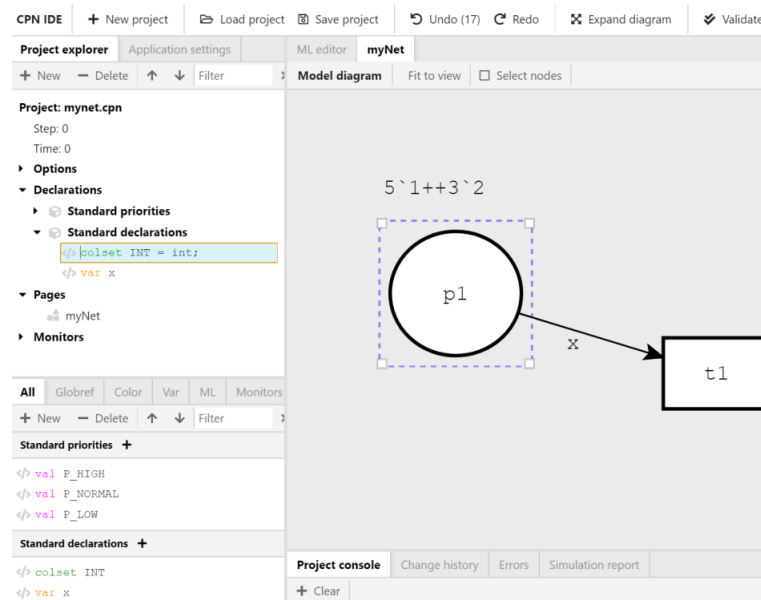 CPN IDE + New project Load project Save project Undo (17) Redo Expand diagram Validate
Project explorer Application settings
+ New − Delete Filter
Project: mynet.cpn
Step: 0
Time: 0
Options
Declarations
Standard priorities
Standard declarations
</> colset INT = int;
</> var x
Pages
myNet
Monitors
All Globref Color Var ML Monitors
+ New − Delete Filter
Standard priorities +
</> val P_HIGH
</> val P_NORMAL
</> val P_LOW
Standard declarations +
</> colset INT
</> var x
ML editor myNet
Model diagram Fit to view Select nodes
5`1++3`2
p1
x
t1
Project console Change history Errors Simulation report
+ Clear